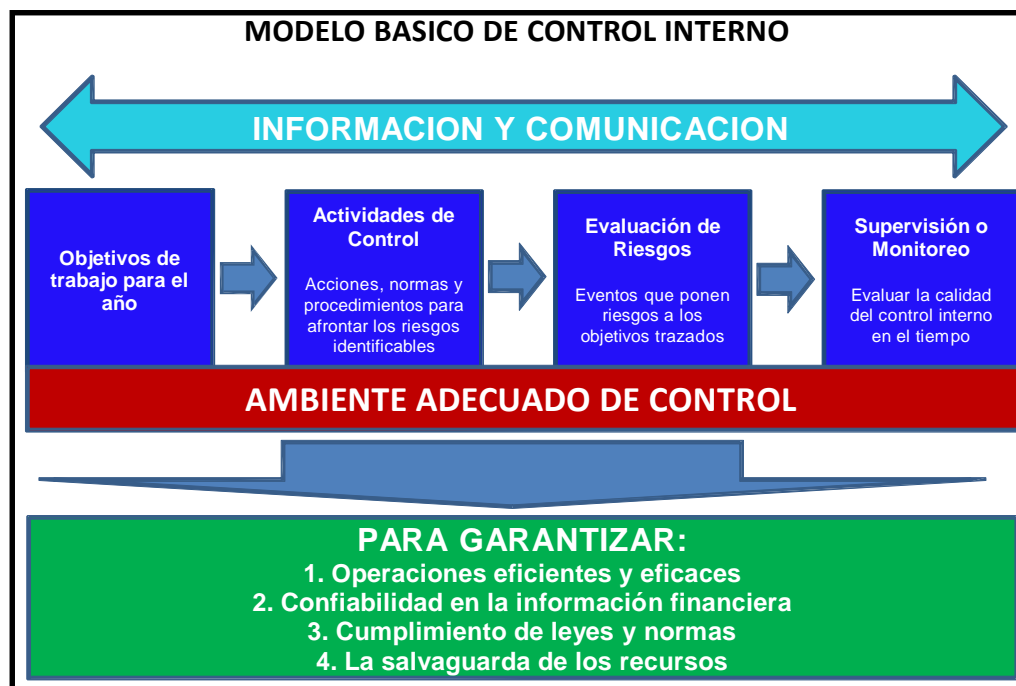 MODELO BASICO DE CONTROL INTERNO
INFORMACION Y COMUNICACION
Objetivos de
trabajo para el
año
Actividades de
Control
Acciones, normas y
procedimientos para
afrontar los riesgos
identificables
Evaluación de
Riesgos
Eventos que ponen
riesgos a los
objetivos trazados
Supervisión o
Monitoreo
Evaluar la calidad
del control interno
en el tiempo
AMBIENTE ADECUADO DE CONTROL
PARA GARANTIZAR:
1. Operaciones eficientes y eficaces
2. Confiabilidad en la información financiera
3. Cumplimiento de leyes y normas
4. La salvaguarda de los recursos